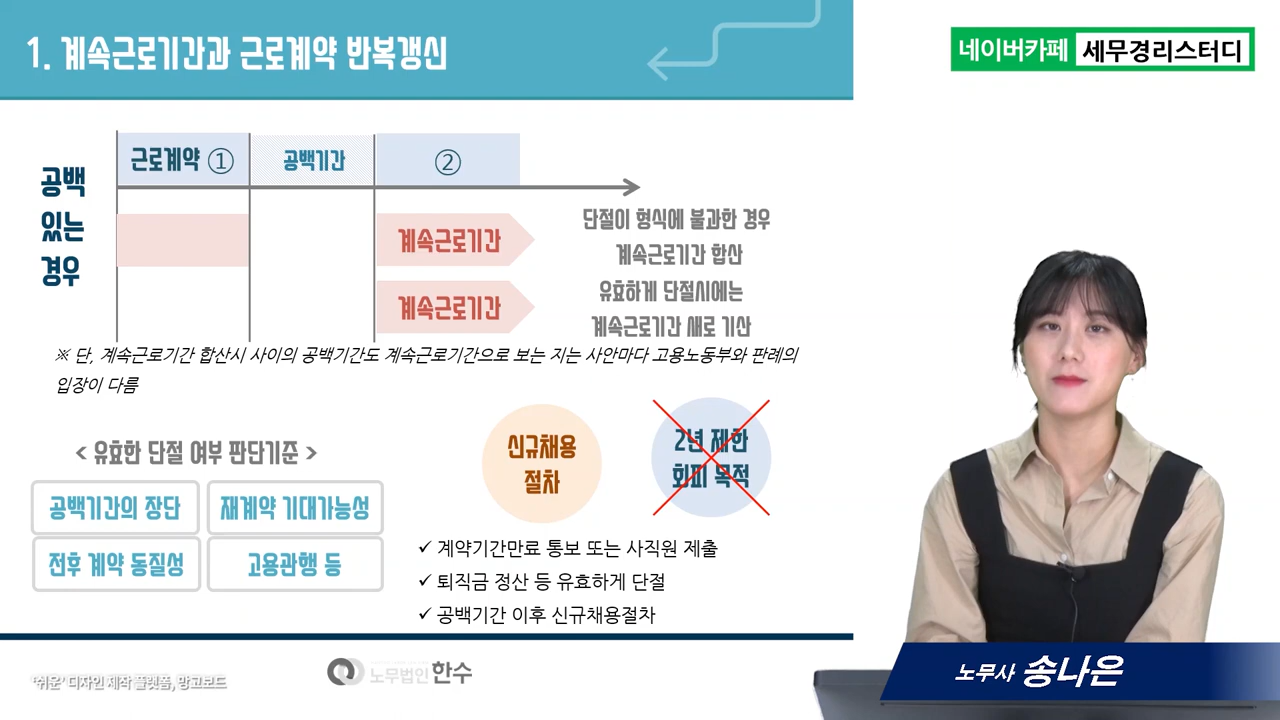 1. 계속근로기간과 근로계약 반복갱신
네이버카페 세무경리스터디
공백
있는
경우
근로계약 ①
공백기간
②
계속근로기간
계속근로기간
단절이 형식에 불과한 경우
계속근로기간 합산
유효하게 단절시에는
계속근로기간 새로 기산
※ 단, 계속근로기간 합산시 사이의 공백기간도 계속근로기간으로 보는 지는 사안마다 고용노동부와 판례의
입장이 다름
< 유효한 단절 여부 판단기준 >
공백기간의 장단
재계약 기대가능성
전후 계약 동질성
고용관행 등
신규채용
절차
2년 제한
회피 목적
✓ 계약기간만료 통보 또는 사직원 제출
✓ 퇴직금 정산 등 유효하게 단절
✓ 공백기간 이후 신규채용절차
노무사 송나은
노무법인 한수
'쉬운' 디자인 제작 플랫폼, 망고보드